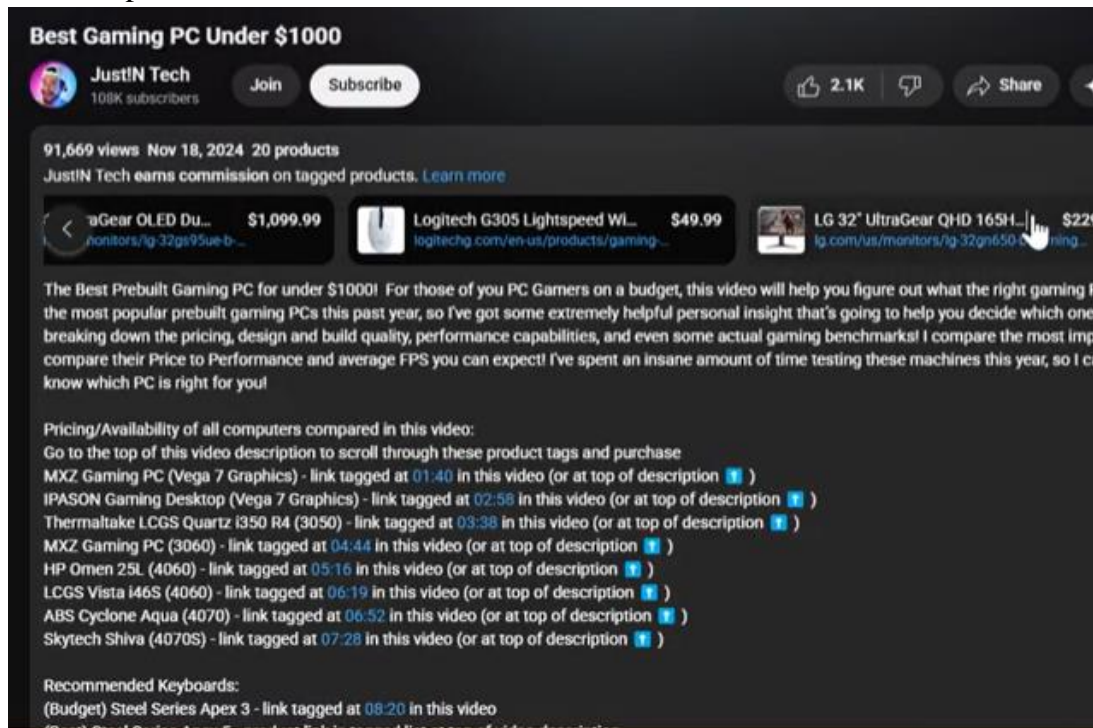 Best Gaming PC Under $1000
Just!N Tech
108K subscribers
Join
Subscribe
2.1K
Share
91,669 views Nov 18, 2024 20 products
Just!N Tech earns commission on tagged products. Learn more
aGear OLED Du... $1,099.99
monitors/lg-32gs95ue-b-...
Logitech G305 Lightspeed Wi... $49.99
logitechg.com/en-us/products/gaming-...
LG 32" UltraGear QHD 165H... $229
lg.com/us/monitors/lg-32gn650-
The Best Prebuilt Gaming PC for under $1000! For those of you PC Gamers on a budget, this video will help you figure out what the right gaming
the most popular prebuilt gaming PCs this past year, so I've got some extremely helpful personal insight that's going to help you decide which one
breaking down the pricing, design and build quality, performance capabilities, and even some actual gaming benchmarks! I compare the most imp
compare their Price to Performance and average FPS you can expect! I've spent an insane amount of time testing these machines this year, so I c
know which PC is right for you!
Pricing/Availability of all computers compared in this video:
Go to the top of this video description to scroll through these product tags and purchase
MXZ Gaming PC (Vega 7 Graphics) - link tagged at 01:40 in this video (or at top of description ⬆️ )
IPASON Gaming Desktop (Vega 7 Graphics) - link tagged at 02:58 in this video (or at top of description ⬆️ )
Thermaltake LCGS Quartz i350 R4 (3050) - link tagged at 03:38 in this video (or at top of description ⬆️ )
MXZ Gaming PC (3060) - link tagged at 04:44 in this video (or at top of description ⬆️ )
HP Omen 25L (4060) - link tagged at 05:16 in this video (or at top of description ⬆️ )
LCGS Vista i46S (4060) - link tagged at 06:19 in this video (or at top of description ⬆️ )
ABS Cyclone Aqua (4070) - link tagged at 06:52 in this video (or at top of description ⬆️ )
Skytech Shiva (4070S) - link tagged at 07:28 in this video (or at top of description ⬆️ )
Recommended Keyboards:
(Budget) Steel Series Apex 3 - link tagged at 08:20 in this video